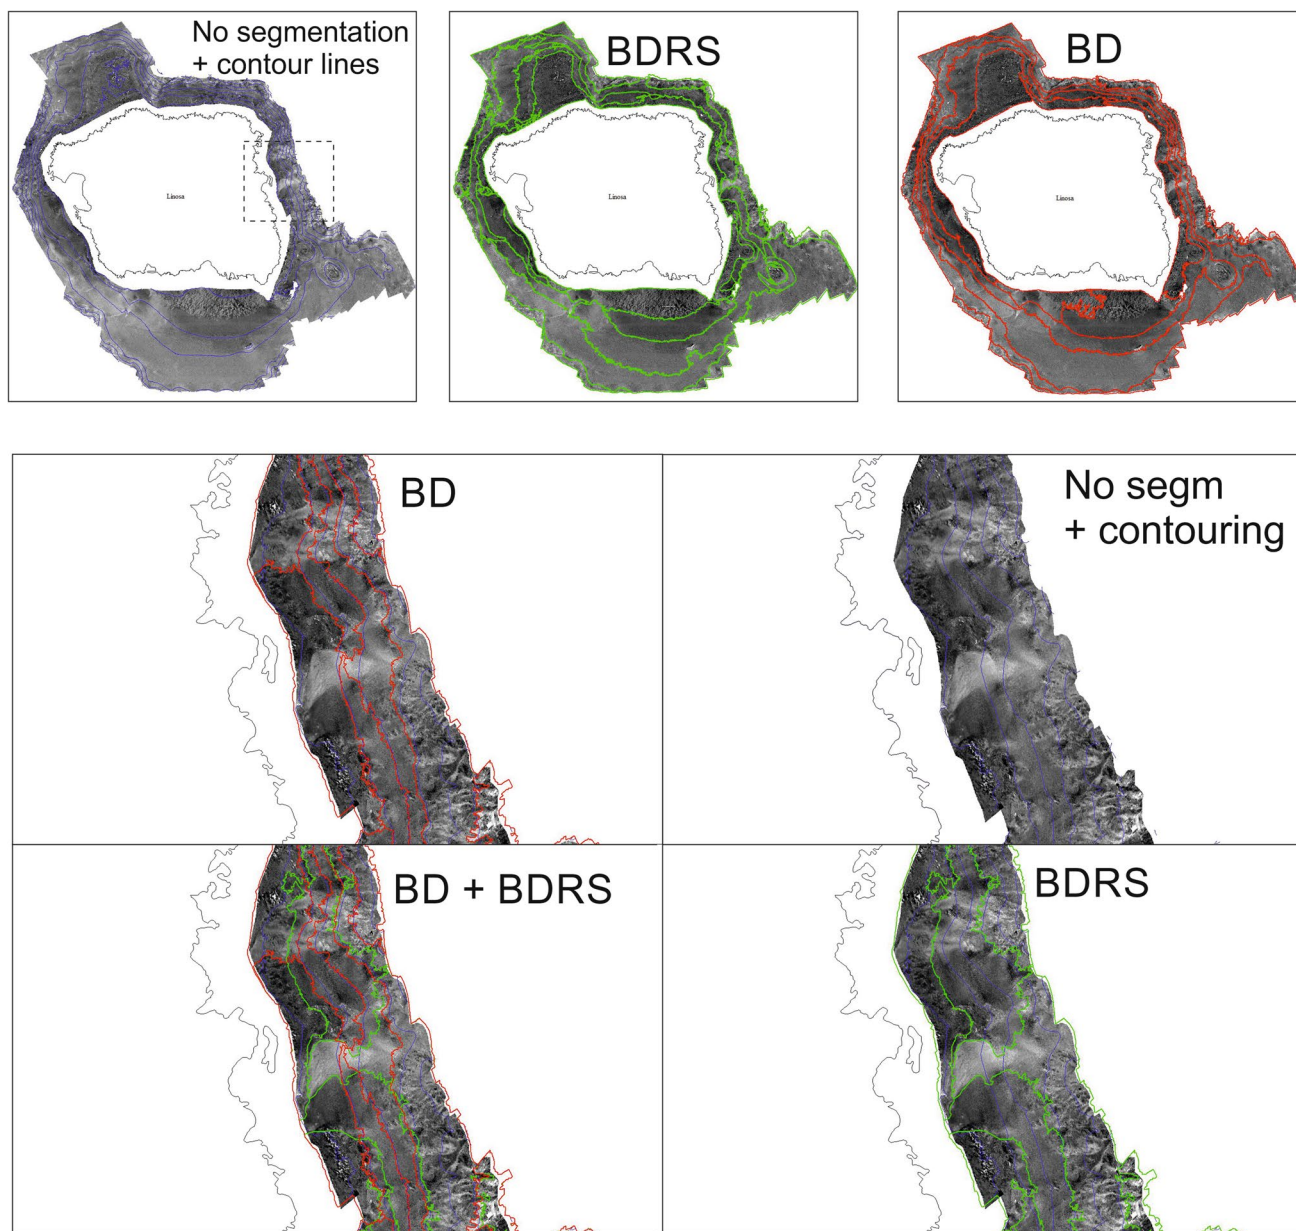 No segmentation
+ contour lines
Linosa
BDRS
Linosa
BD
Linosa
BD
No segm
+ contouring
BD + BDRS
BDRS